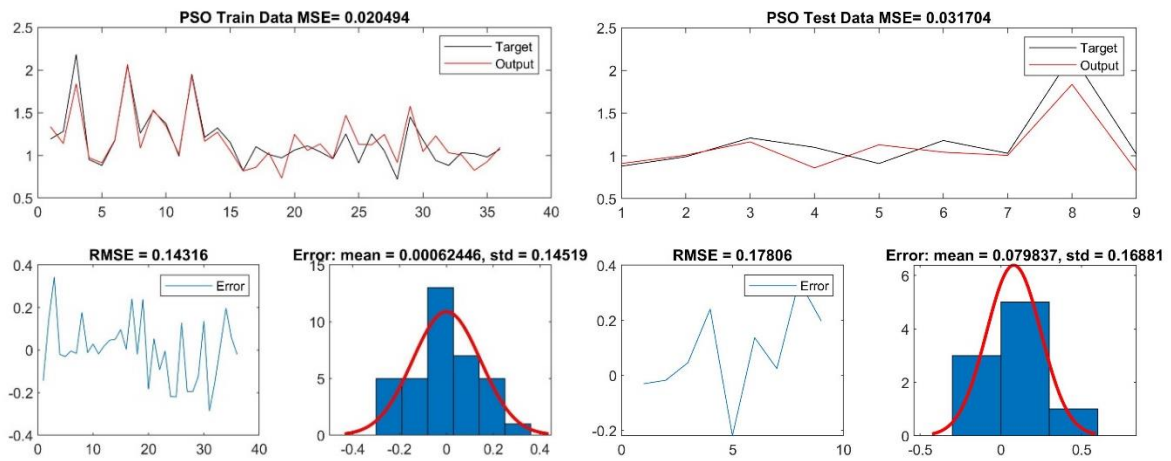 PSO Train Data MSE= 0.020494
2.5
2
1.5
1
0.5
Target
Output
0 5 10 15 20 25 30 35 40
PSO Test Data MSE= 0.031704
2.5
2
1.5
1
0.5
Target
Output
1 2 3 4 5 6 7 8 9
RMSE = 0.14316
0.4
0.2
0
-0.2
-0.4
Error
0 10 20 30 40
Error: mean = 0.00062446, std = 0.14519
15
10
5
0
-0.4 -0.2 0 0.2 0.4
RMSE = 0.17806
0.4
0.2
0
-0.2
Error
0 5 10
Error: mean = 0.079837, std = 0.16881
6
4
2
0
-0.5 0 0.5